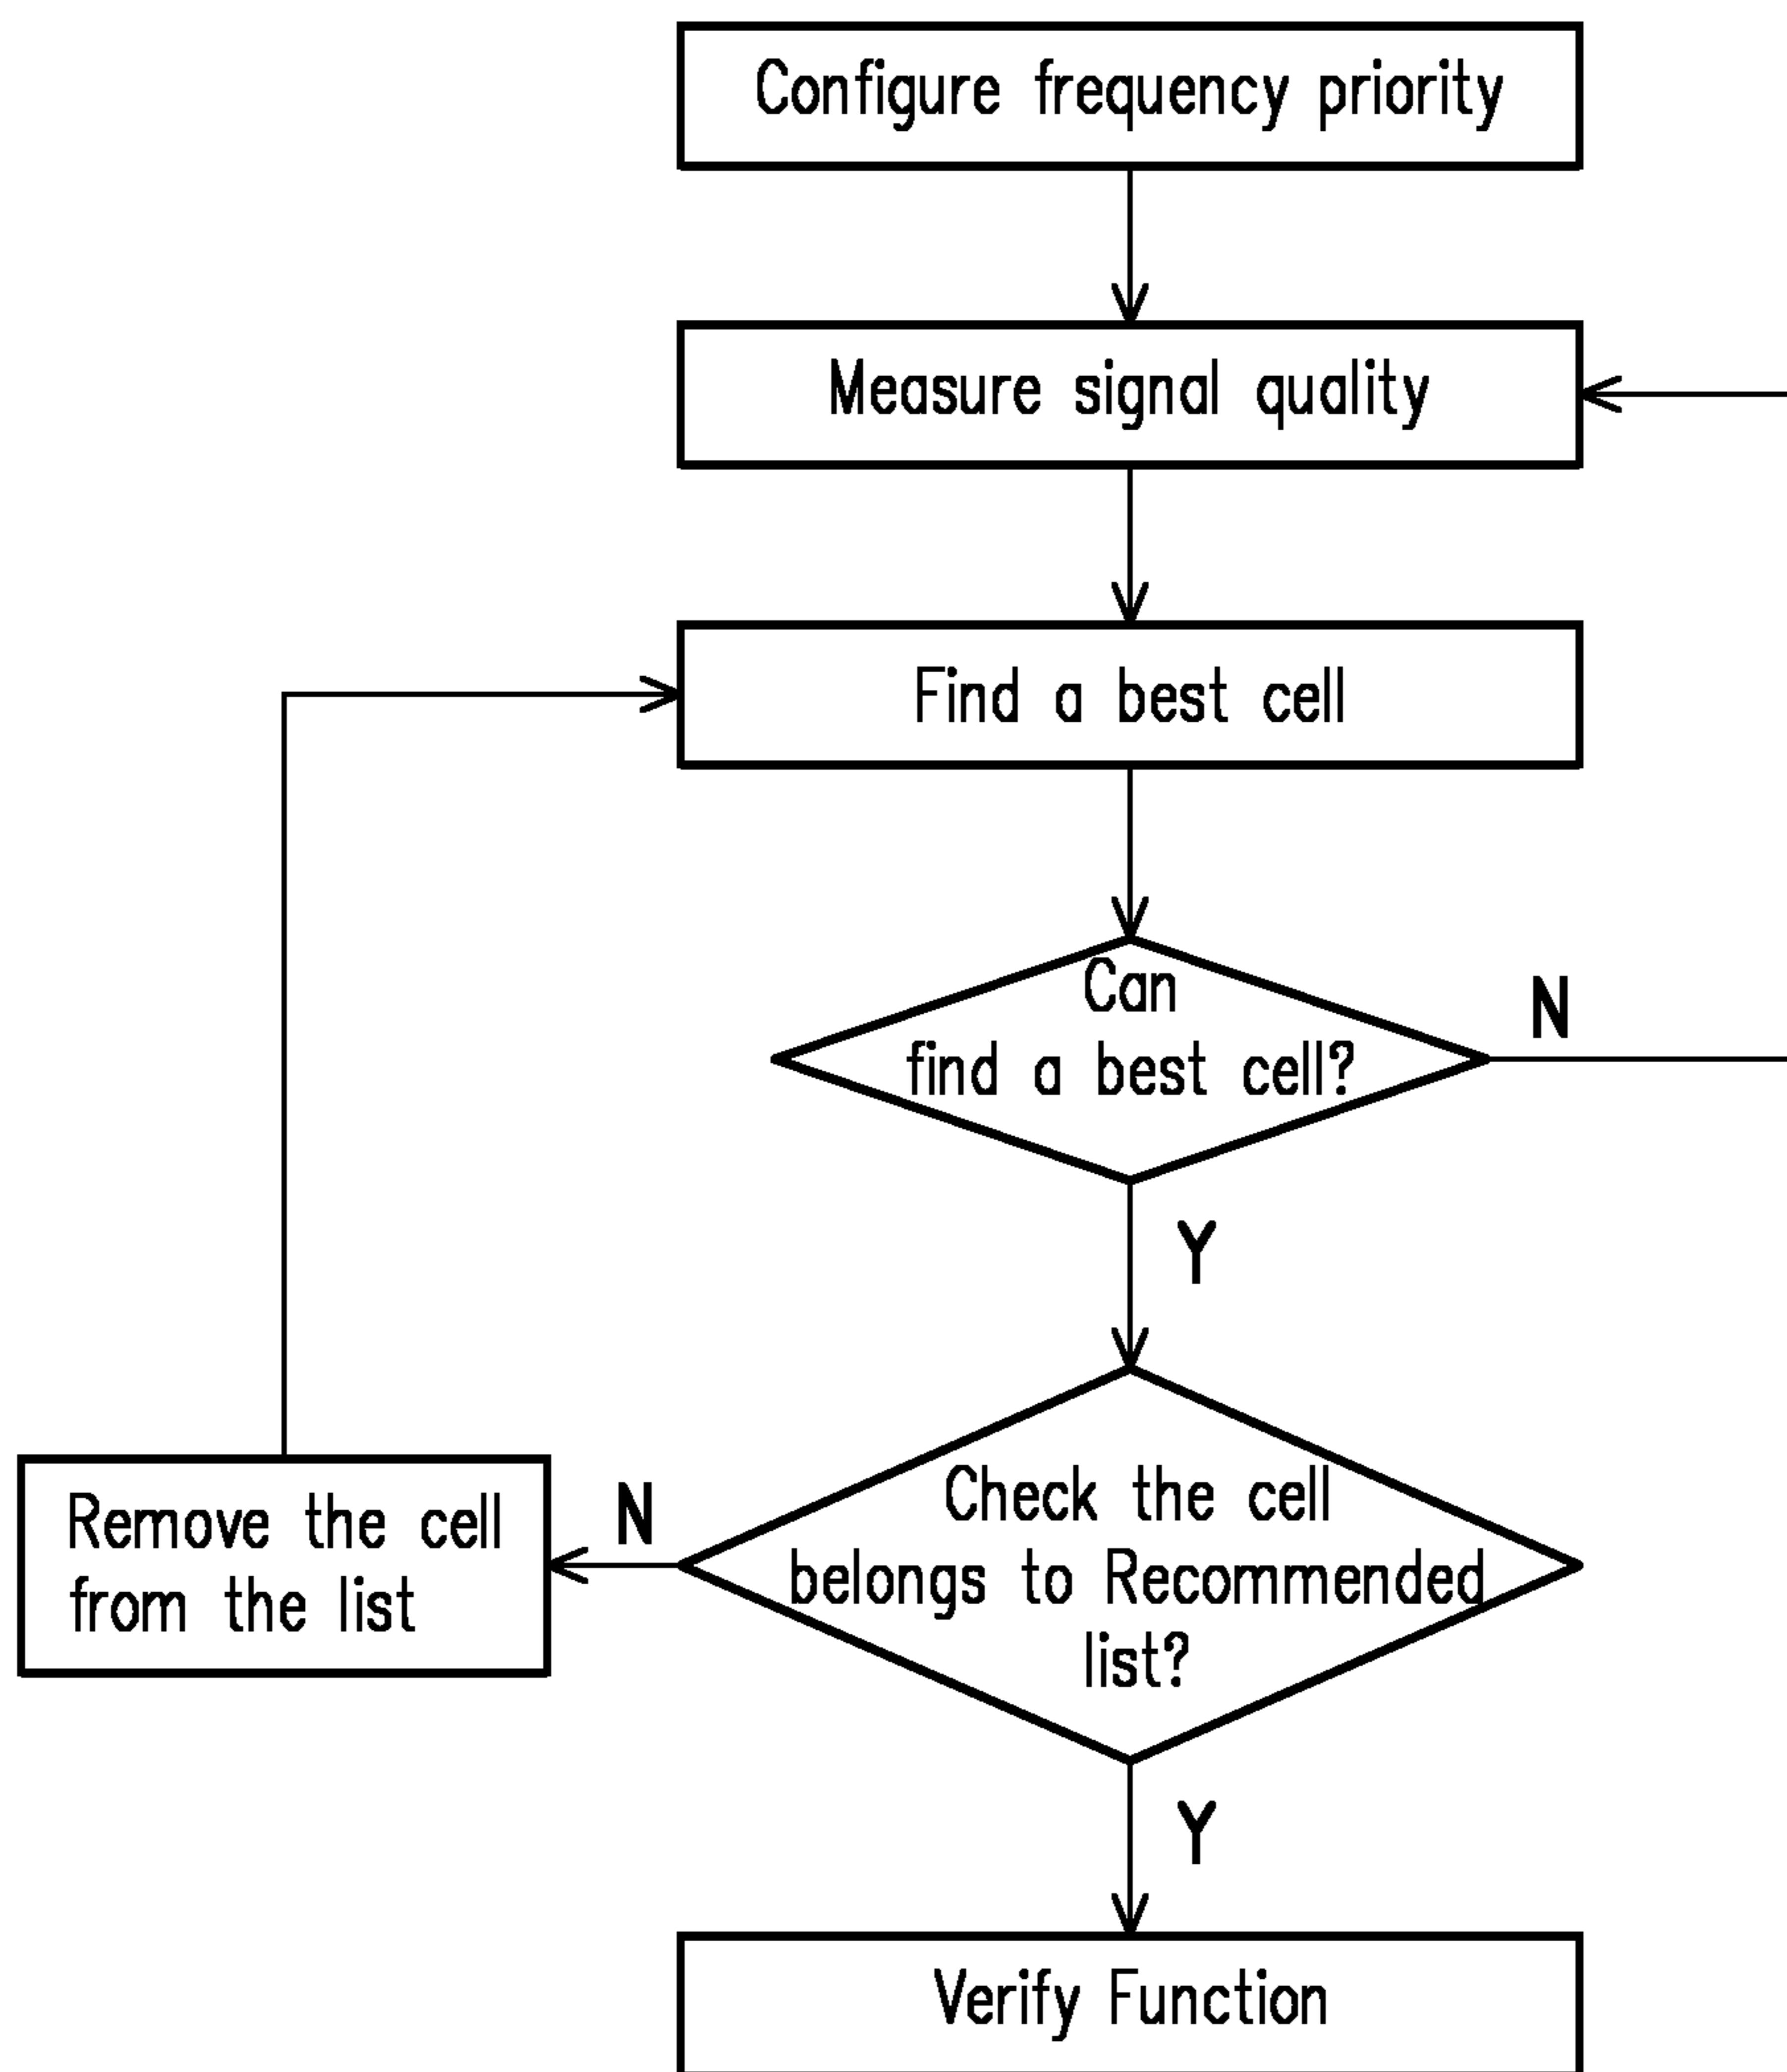 Configure frequency priority
Measure signal quality
Find a best cell
Can
find a best cell?
N
Y
Check the cell
belongs to Recommended
list?
N
Remove the cell
from the list
Y
Verify Function